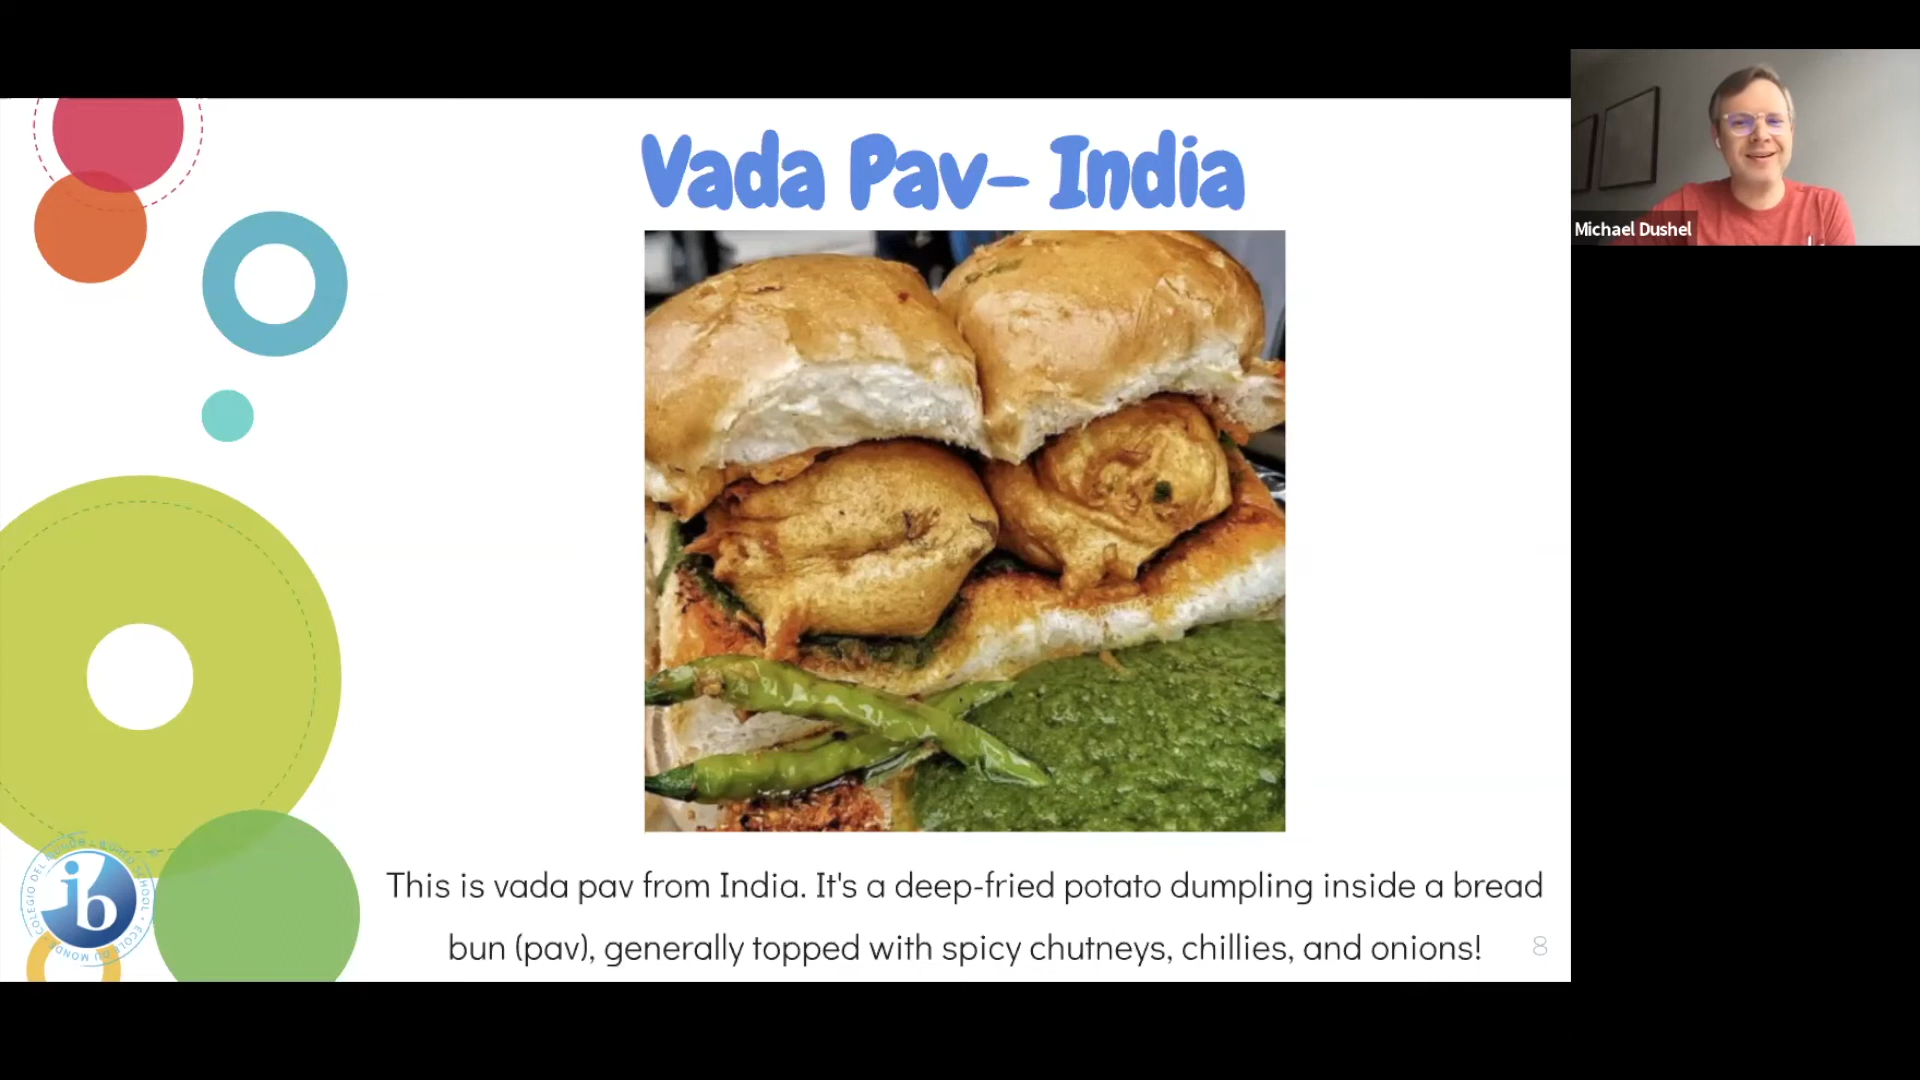 Vada Pav- India
Michael Dushel
This is vada pav from India. It's a deep-fried potato dumpling inside a bread
bun (pav), generally topped with spicy chutneys, chillies, and onions!
8
ib